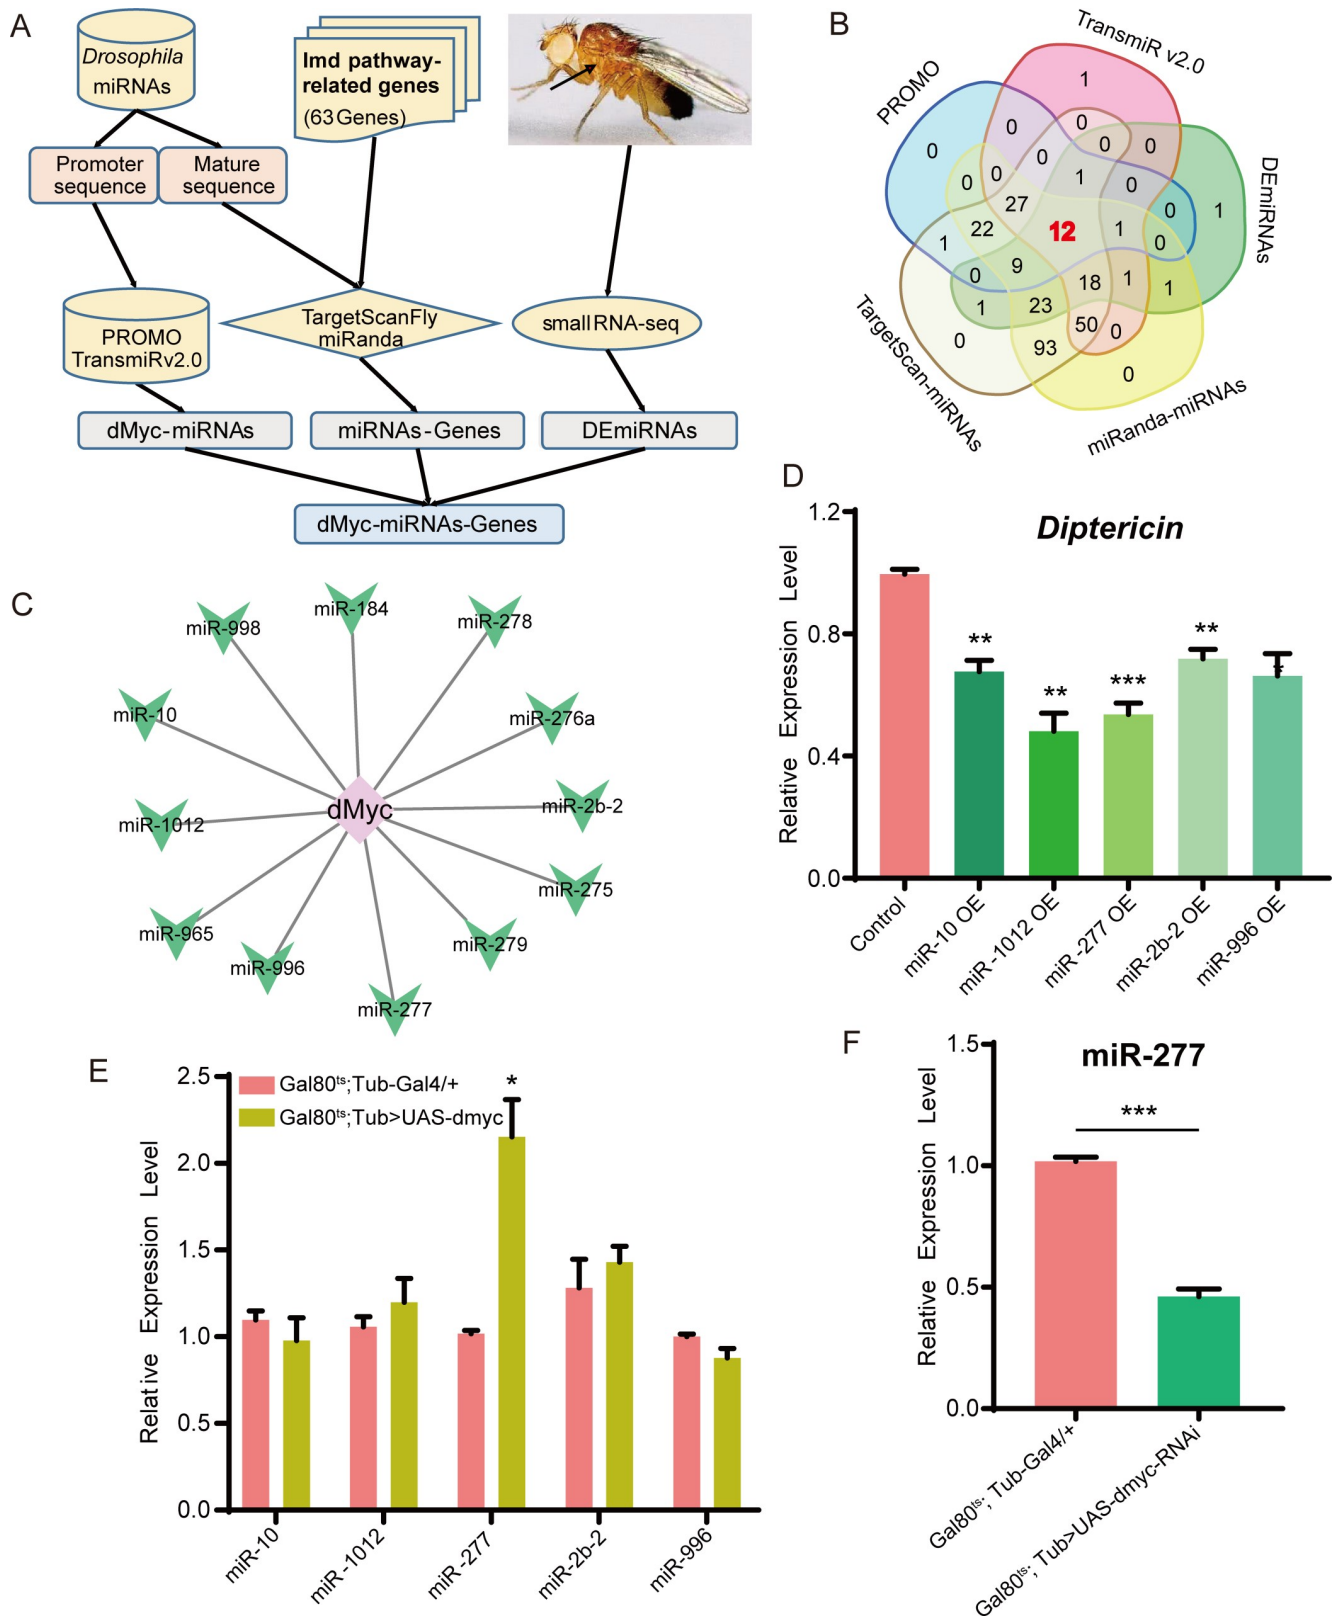 A
Drosophila
miRNAs
Imd pathway-
related genes
(63Genes)
Promoter
sequence
Mature
sequence
PROMO
TransmiRv2.0
TargetScanFly
miRanda
smallRNA-seq
dMyc-miRNAs
miRNAs-Genes
DEmiRNAs
dMyc-miRNAs-Genes
B
TransmiR v2.0
PROMO
DEmiRNAs
TargetScan-miRNAs
miRanda-miRNAs
1
0
0
0
0
0
0
1
0
0
0
0
1
27
22
12
1
0
1
9
0
18
1
1
1
23
50
0
0
93
0
C
miR-184
miR-998
miR-278
miR-10
miR-276a
dMyc
miR-2b-2
miR-1012
miR-275
miR-965
miR-279
miR-996
miR-277
D
Diptericin
Relative Expression Level
1.2
0.8
0.4
0.0
**
**
***
**
*
Control
miR-10 OE
miR -1012 OE
miR -277 OE
miR-2b-2 OE
miR-996 OE
E
Gal80ts;Tub-Gal4/+
Gal80ts;Tub>UAS-dmyc
*
Relative Expression Level
2.5
2.0
1.5
1.0
0.5
0.0
miR-10
miR -1012
miR -277
miR-2b-2
miR-996
F
miR-277
***
Relative Expression Level
1.5
1.0
0.5
0.0
Gal80ts; Tub-Gal4/+
Gal80ts; Tub>UAS-dmyc-RNAi